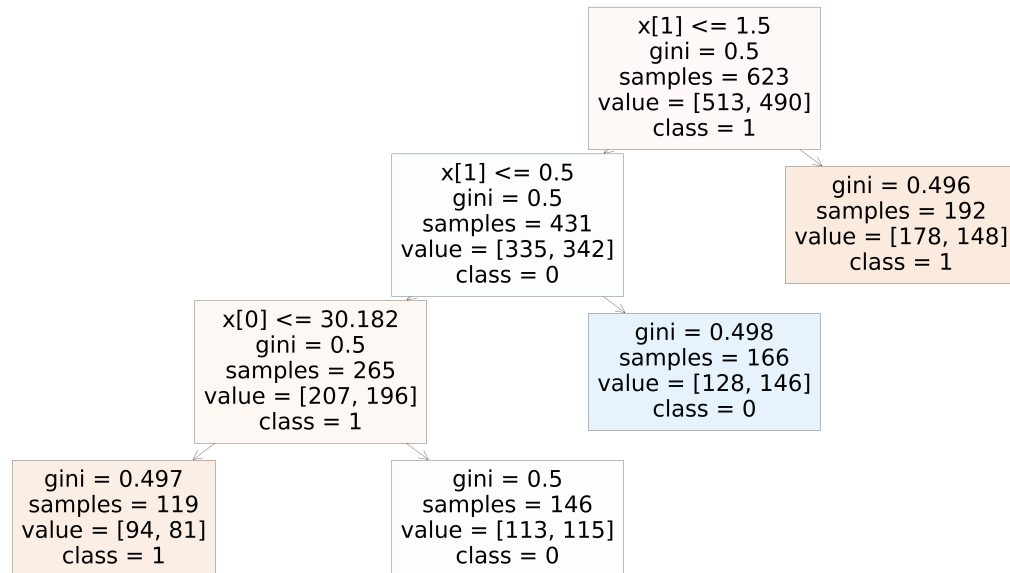 x[1] <= 1.5
gini = 0.5
samples = 623
value = [513, 490]
class = 1
x[1] <= 0.5
gini = 0.5
samples = 431
value = [335, 342]
class = 0
gini = 0.496
samples = 192
value = [178, 148]
class = 1
x[0] <= 30.182
gini = 0.5
samples = 265
value = [207, 196]
class = 1
gini = 0.498
samples = 166
value = [128, 146]
class = 0
gini = 0.497
samples = 119
value = [94, 81]
class = 1
gini = 0.5
samples = 146
value = [113, 115]
class = 0